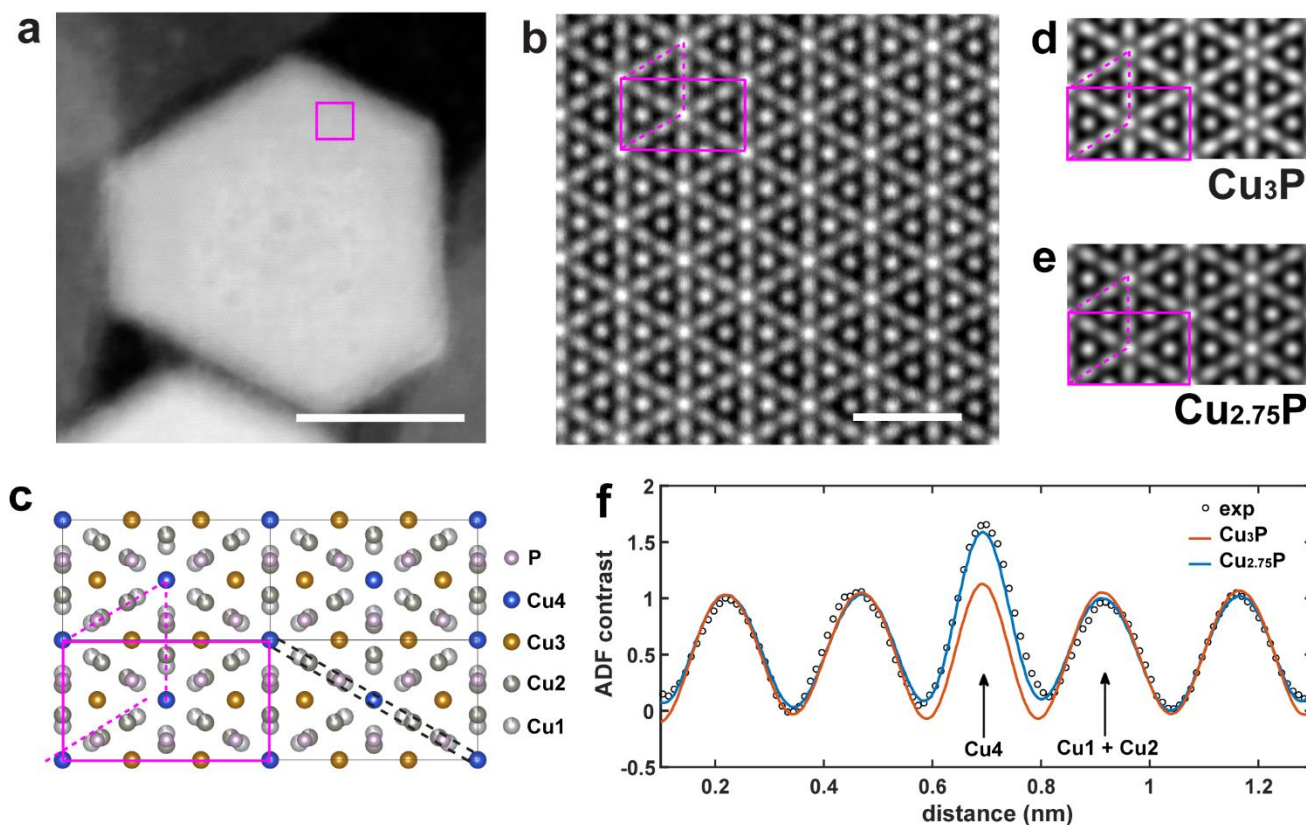 a
b
d
Cu3P
e
Cu2.75P
c
P
Cu4
Cu3
Cu2
Cu1
f
ADF contrast
2
1.5
1
0.5
0
-0.5
exp
Cu3P
Cu2.75P
Cu4
Cu1 + Cu2
0.2
0.4
0.6
0.8
1
1.2
distance (nm)